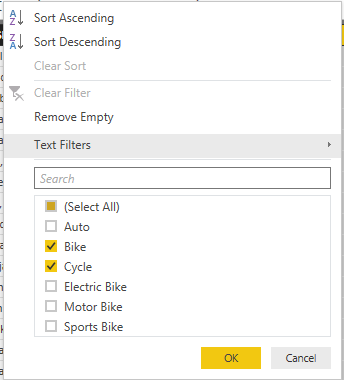 Sort Ascending
Sort Descending
Clear Sort
Clear Filter
Remove Empty
Text Filters
Search
(Select All)
Auto
Bike
Cycle
Electric Bike
Motor Bike
Sports Bike
OK Cancel